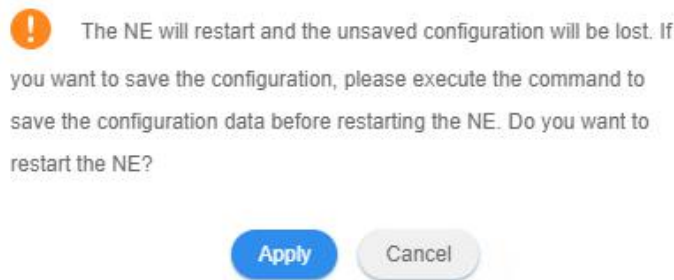 The NE will restart and the unsaved configuration will be lost. If
you want to save the configuration, please execute the command to
save the configuration data before restarting the NE. Do you want to
restart the NE?
Apply Cancel